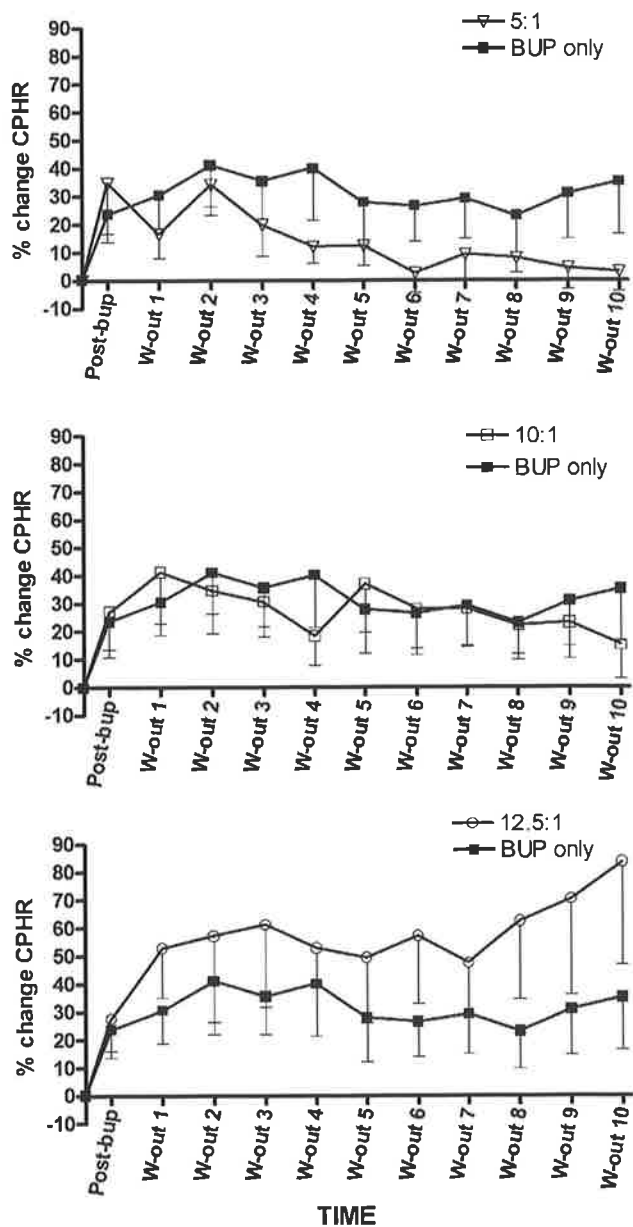 5:1
BUP only
% change CPHR
90
80
70
60
50
40
30
20
10
0
-10
Post-bup
W-out 1
W-out 2
W-out 3
W-out 4
W-out 5
W-out 6
W-out 7
W-out 8
W-out 9
W-out 10
10:1
BUP only
% change CPHR
90
80
70
60
50
40
30
20
10
0
-10
Post-bup
W-out 1
W-out 2
W-out 3
W-out 4
W-out 5
W-out 6
W-out 7
W-out 8
W-out 9
W-out 10
12.5:1
BUP only
% change CPHR
90
80
70
60
50
40
30
20
10
0
-10
Post-bup
W-out 1
W-out 2
W-out 3
W-out 4
W-out 5
W-out 6
W-out 7
W-out 8
W-out 9
W-out 10
TIME